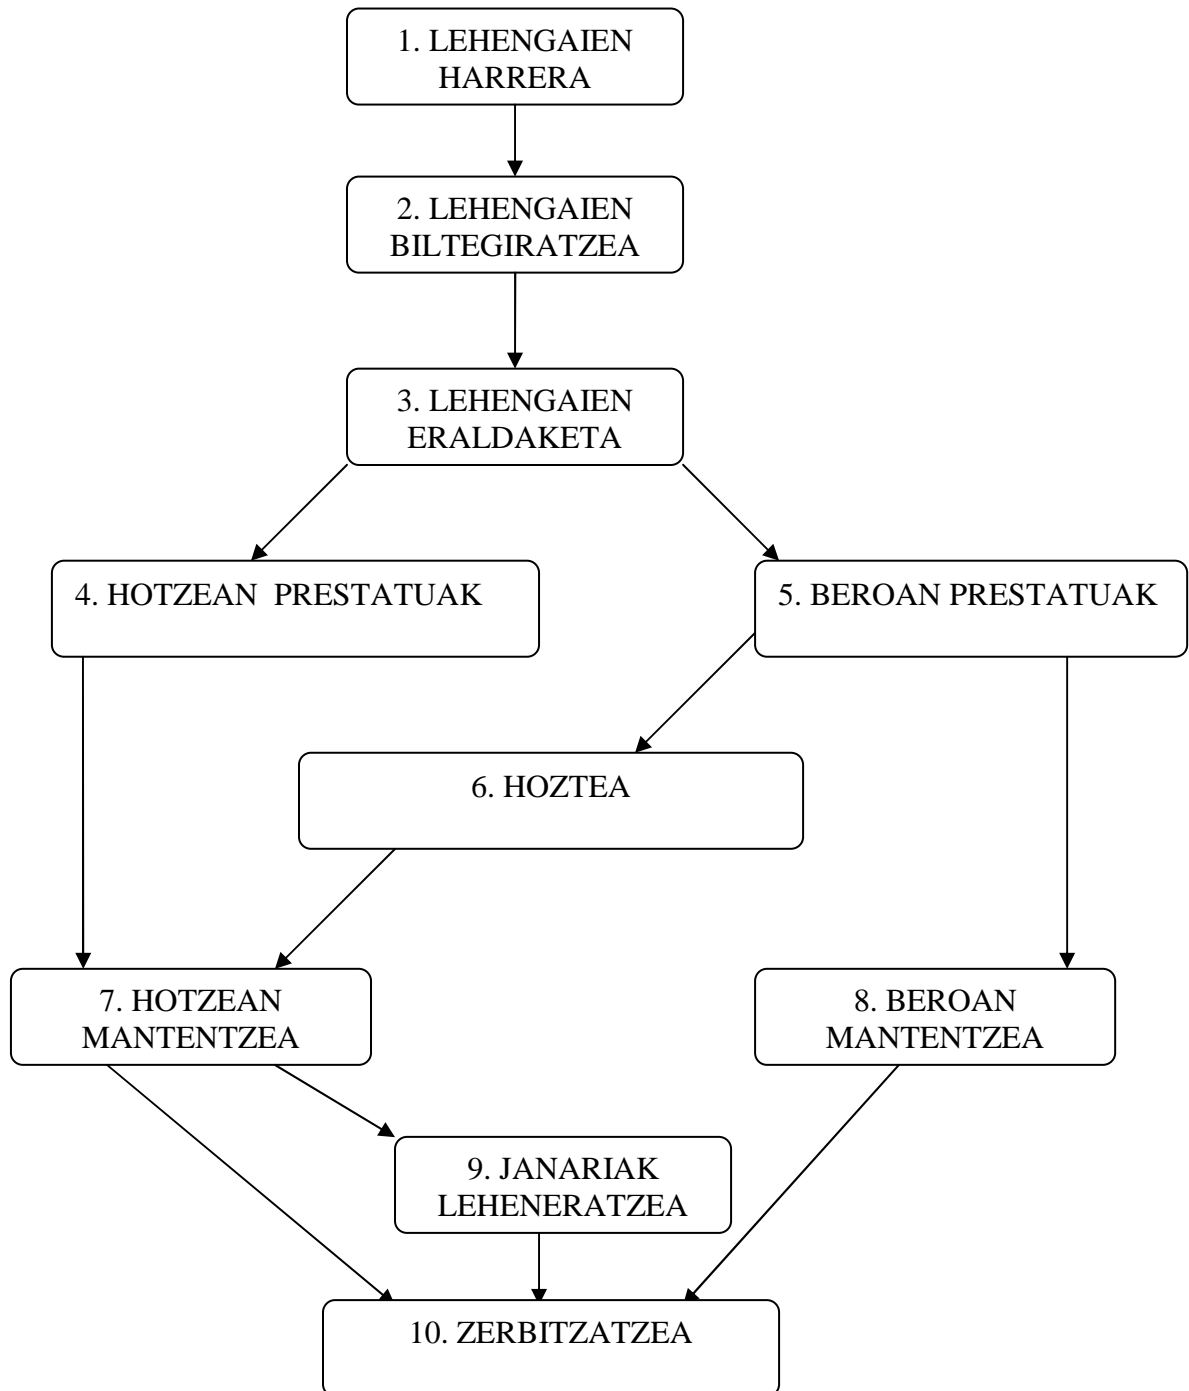 1. LEHENGAIEN
HARRERA
2. LEHENGAIEN
BILTEGIRATZEA
3. LEHENGAIEN
ERALDAKETA
4. HOTZEAN  PRESTATUAK
5. BEROAN PRESTATUAK
6. HOZTEA
7. HOTZEAN
MANTENTZEA
8. BEROAN
MANTENTZEA
9. JANARIAK
LEHENERATZEA
10. ZERBITZATZEA